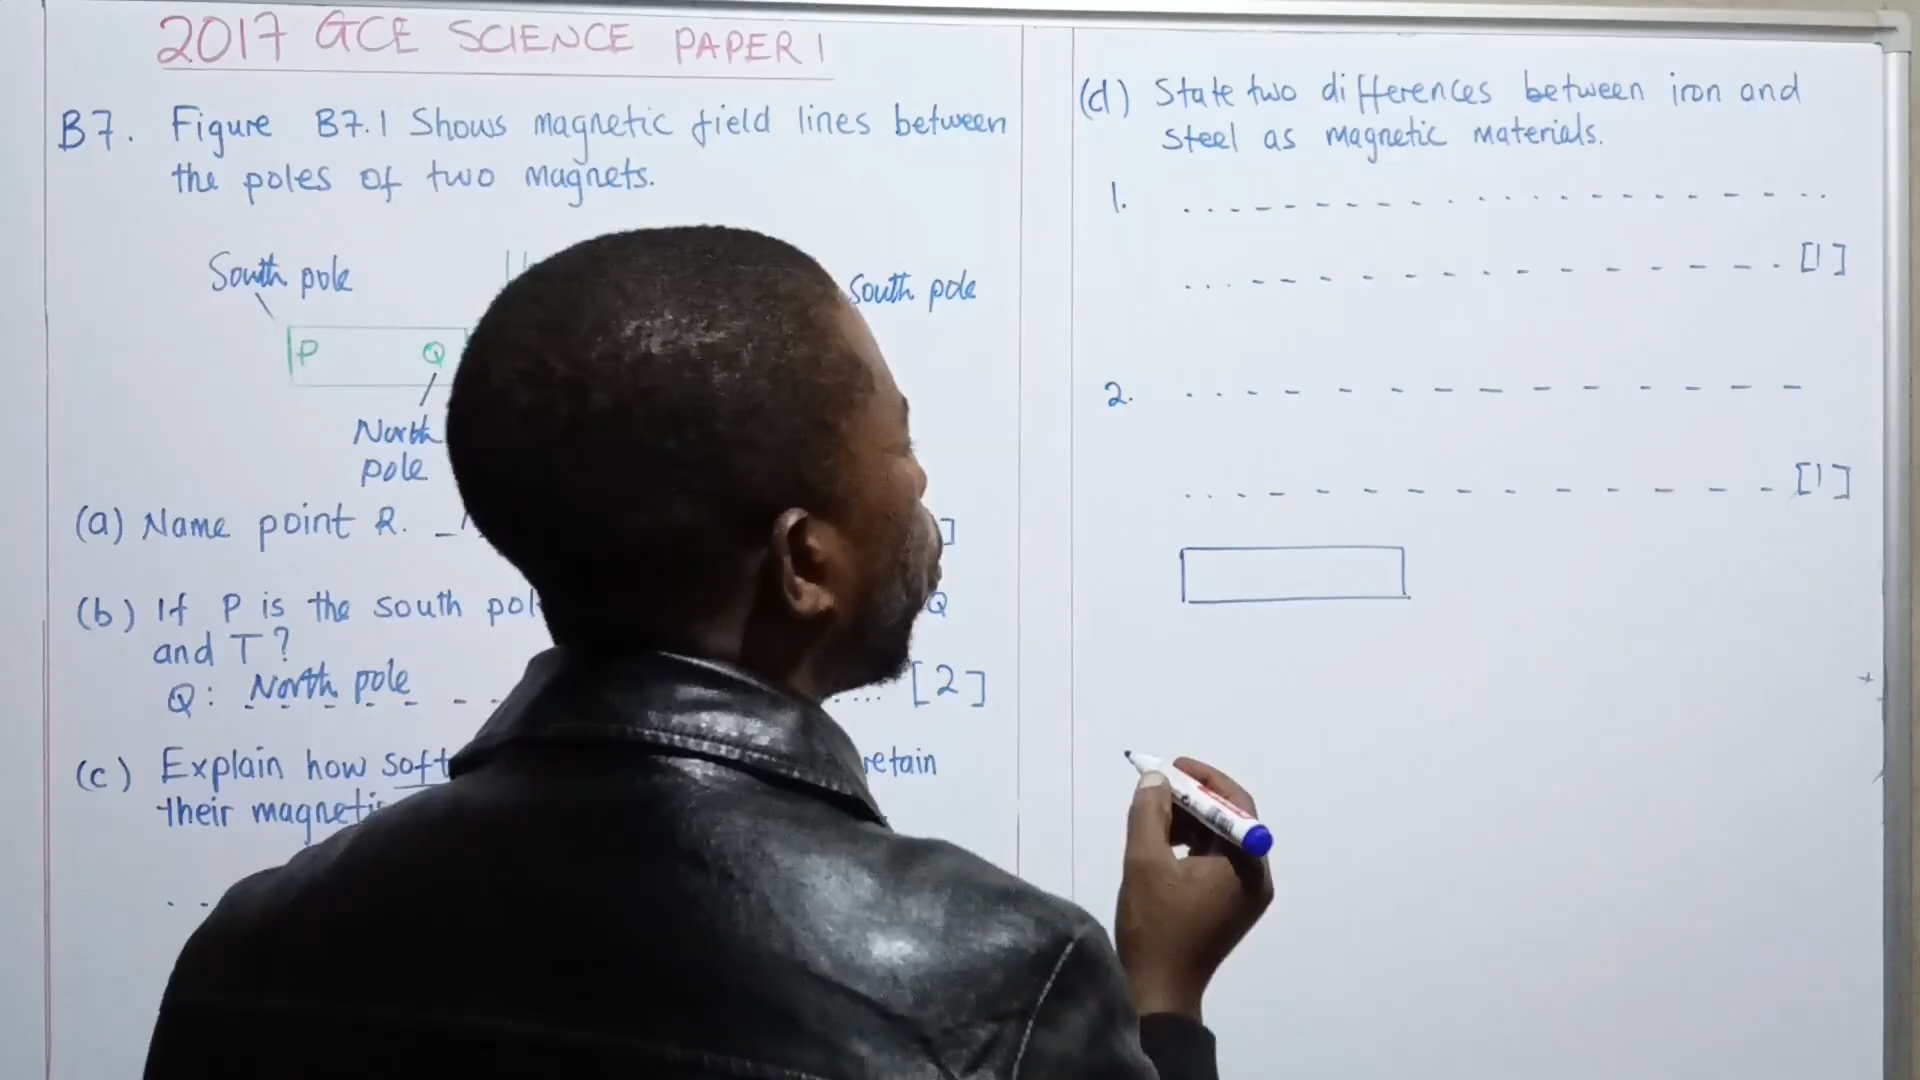 2017 GCE SCIENCE PAPER 1
B7. Figure B7.1 Shows magnetic field lines between
the poles of two magnets.
South pole
South pole
P Q
North
pole
(a) Name point R. _
]
(b) If P is the south pol
Q
and T?
Q: North pole _ _ ... [2]
(c) Explain how soft
retain
their magneti
(d) State two differences between iron and
steel as magnetic materials.
1.
[1]
2.
[1]